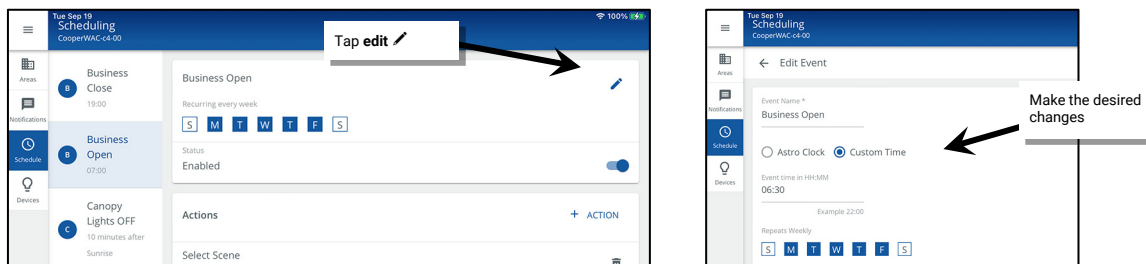 Tue Sep 19
Scheduling
CooperWAC-c4-00
100%
Tap edit
Areas
Notifications
Schedule
Devices
B
Business
Close
19:00
B
Business
Open
07:00
C
Canopy
Lights OFF
10 minutes after
Sunrise
Business Open
Recurring every week
S M T W T F S
Status
Enabled
Actions
+ ACTION
Select Scene
Tue Sep 19
Scheduling
CooperWAC-c4-00
Areas
Notifications
Schedule
Devices
Edit Event
Event Name *
Business Open
Astro Clock Custom Time
Event time in HH:MM
06:30
Example 22:00
Repeats Weekly
S M T W T F S
Make the desired
changes